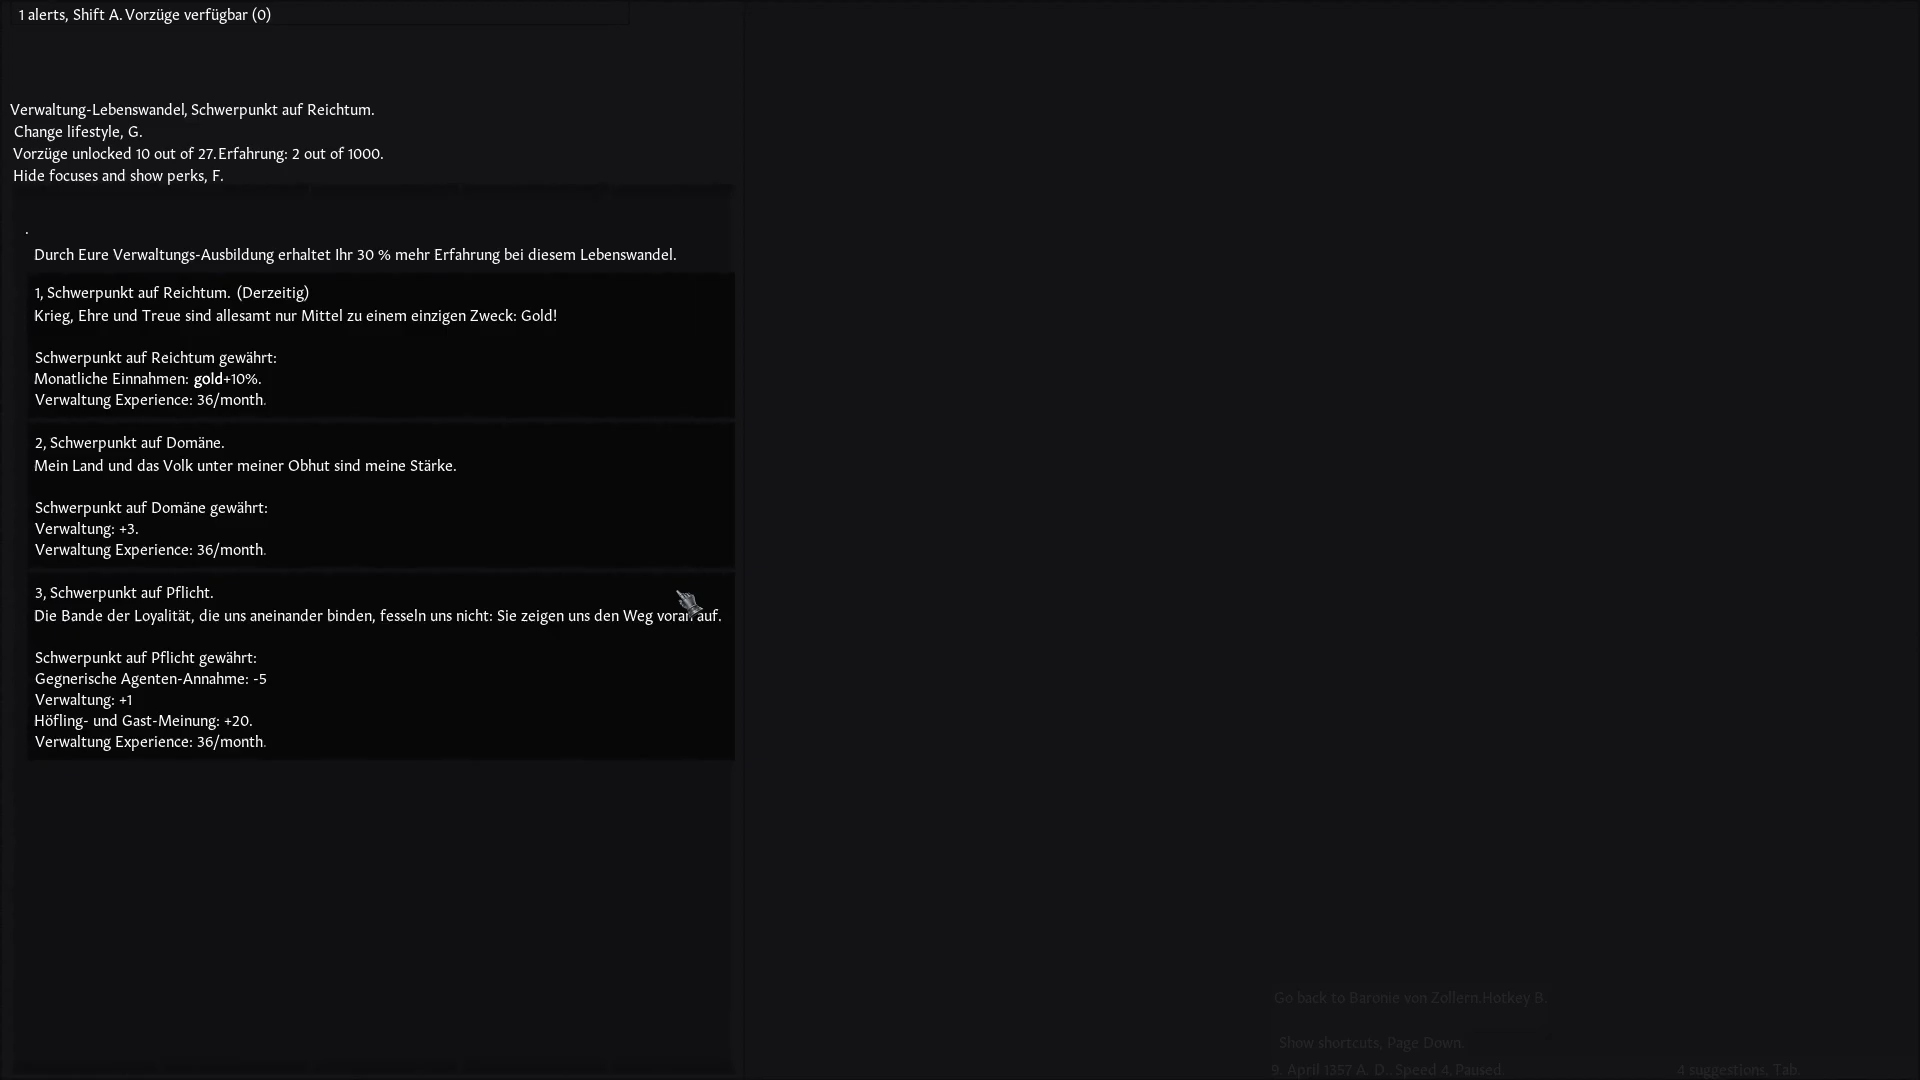 1 alerts, Shift A. Vorzüge verfügbar (0)
Verwaltung-Lebenswandel, Schwerpunkt auf Reichtum.
Change lifestyle, G.
Vorzüge unlocked 10 out of 27. Erfahrung: 2 out of 1000.
Hide focuses and show perks, F.
.
Durch Eure Verwaltungs-Ausbildung erhaltet Ihr 30 % mehr Erfahrung bei diesem Lebenswandel.
1, Schwerpunkt auf Reichtum. (Derzeitig)
Krieg, Ehre und Treue sind allesamt nur Mittel zu einem einzigen Zweck: Gold!
Schwerpunkt auf Reichtum gewährt:
Monatliche Einnahmen: gold+10%.
Verwaltung Experience: 36/month.
2, Schwerpunkt auf Domäne.
Mein Land und das Volk unter meiner Obhut sind meine Stärke.
Schwerpunkt auf Domäne gewährt:
Verwaltung: +3.
Verwaltung Experience: 36/month.
3, Schwerpunkt auf Pflicht.
Die Bande der Loyalität, die uns aneinander binden, fesseln uns nicht: Sie zeigen uns den Weg voran auf.
Schwerpunkt auf Pflicht gewährt:
Gegnerische Agenten-Annahme: -5
Verwaltung: +1
Höfling- und Gast-Meinung: +20.
Verwaltung Experience: 36/month.
Go back to Baronie von Zollern. Hotkey B.
Show shortcuts, Page Down.
9. April 1357 A. D.. Speed 4, Paused.
4 suggestions, Tab.